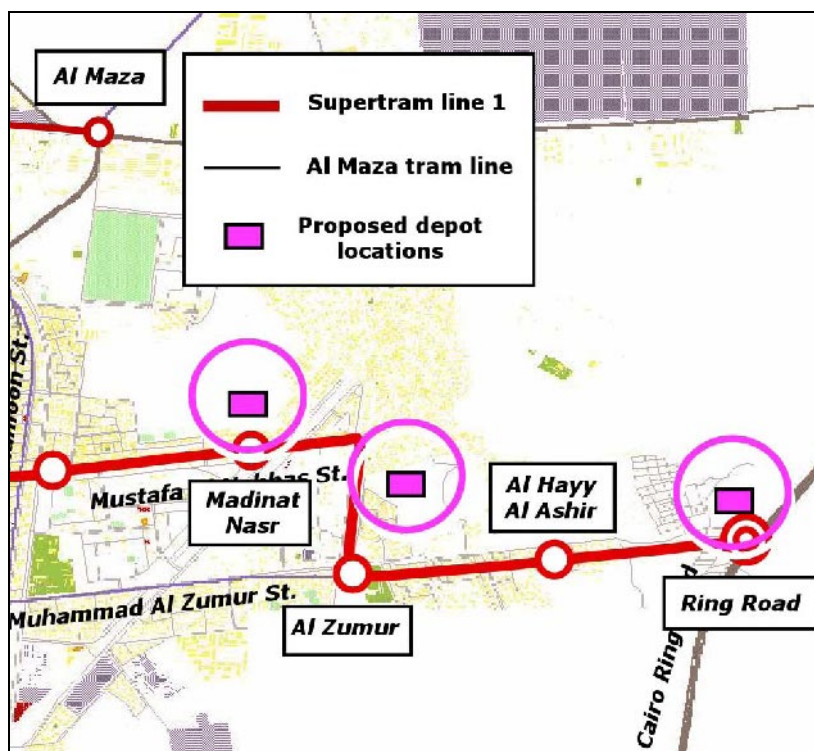 Al Maza
Supertram line 1
Al Maza tram line
Proposed depot
locations
Mustafa
St.
Madinat
Nasr
Al Hayy
Al Ashir
Muhammad Al Zumur St.
Al Zumur
Ring Road
Cairo Ring
St.